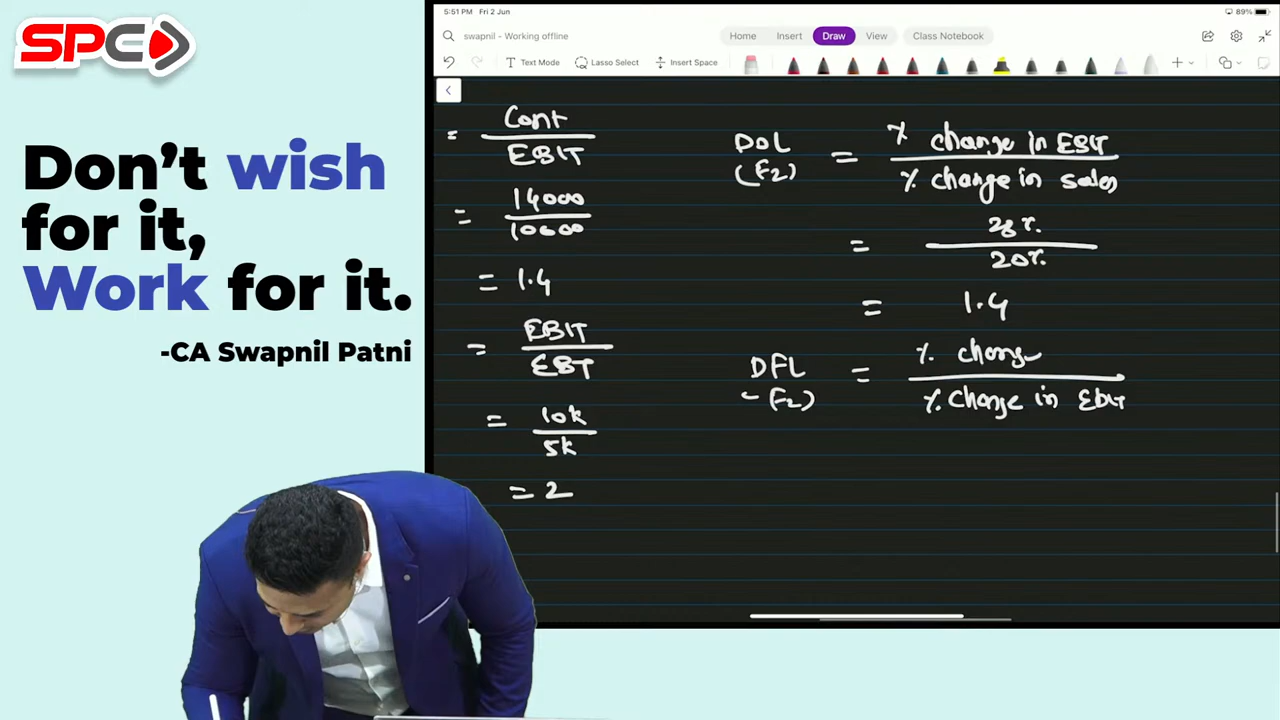 SPC
Don't wish
for it,
Work for it.
-CA Swapnil Patni
5:51 PM Fri 2 Jun
89%
swapnil - Working offline
Home Insert Draw View Class Notebook
Text Mode Lasso Select Insert Space
= Cont
EBIT
= 14000
10000
= 1.4
= EBIT
EBT
= 10k
5k
= 2
DOL = % change in EBIT
(F2) % change in sales
= 28%
20%
= 1.4
DFL = % change
-(F2) % change in Ebit